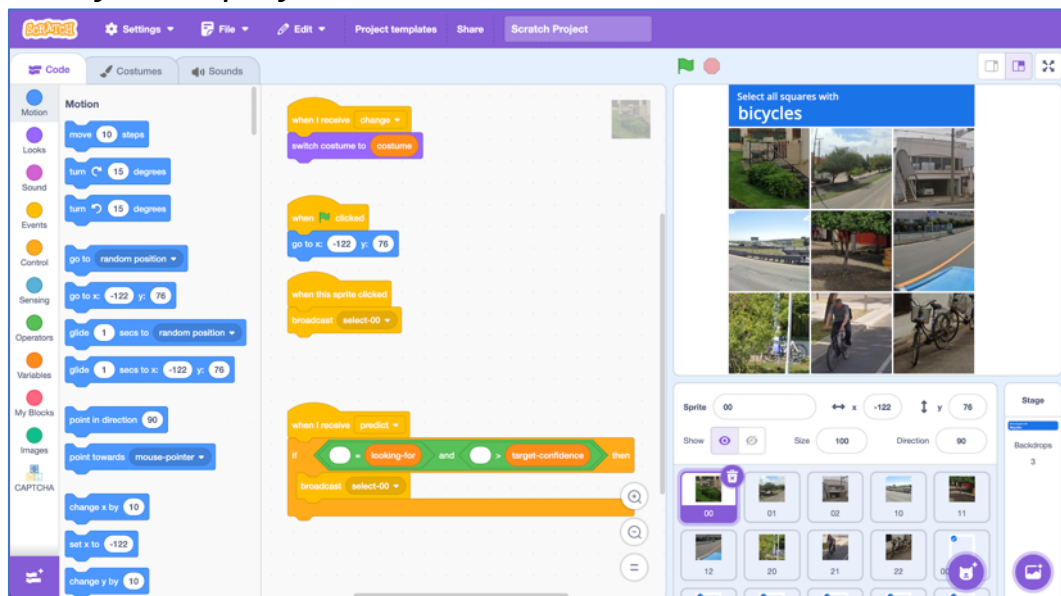 SCRATCH Settings File Edit Project templates Share Scratch Project
Code Costumes Sounds
Motion
Looks
Sound
Events
Control
Sensing
Operators
Variables
My Blocks
Images
CAPTCHA
Motion
move 10 steps
turn 15 degrees
turn 15 degrees
go to random position
go to x: -122 y: 76
glide 1 secs to random position
glide 1 secs to x: -122 y: 76
point in direction 90
point towards mouse-pointer
change x by 10
set x to -122
change y by 10
when I receive change
switch costume to costume
when clicked
go to x: -122 y: 76
when this sprite clicked
broadcast select-00
when I receive predict
if = looking-for and > target-confidence then
broadcast select-00
Select all squares with
bicycles
Sprite 00 x -122 y 76
Show Size 100 Direction 90
00 01 02 10 11
12 20 21 22
Stage
Backdrops
3